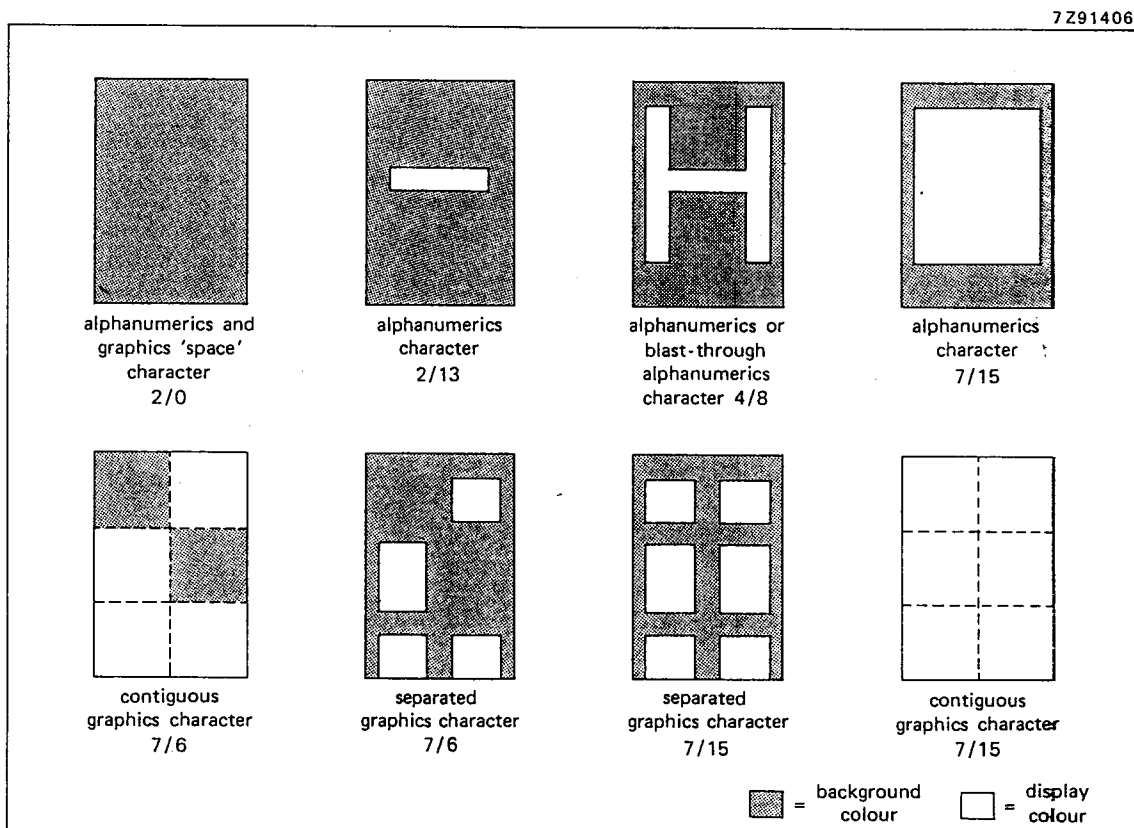 7Z91406
alphanumerics and
graphics 'space'
character
2/0
alphanumerics
character
2/13
alphanumerics or
blast-through
alphanumerics
character 4/8
alphanumerics
character
7/15
contiguous
graphics character
7/6
separated
graphics character
7/6
separated
graphics character
7/15
contiguous
graphics character
7/15
= background
colour
= display
colour